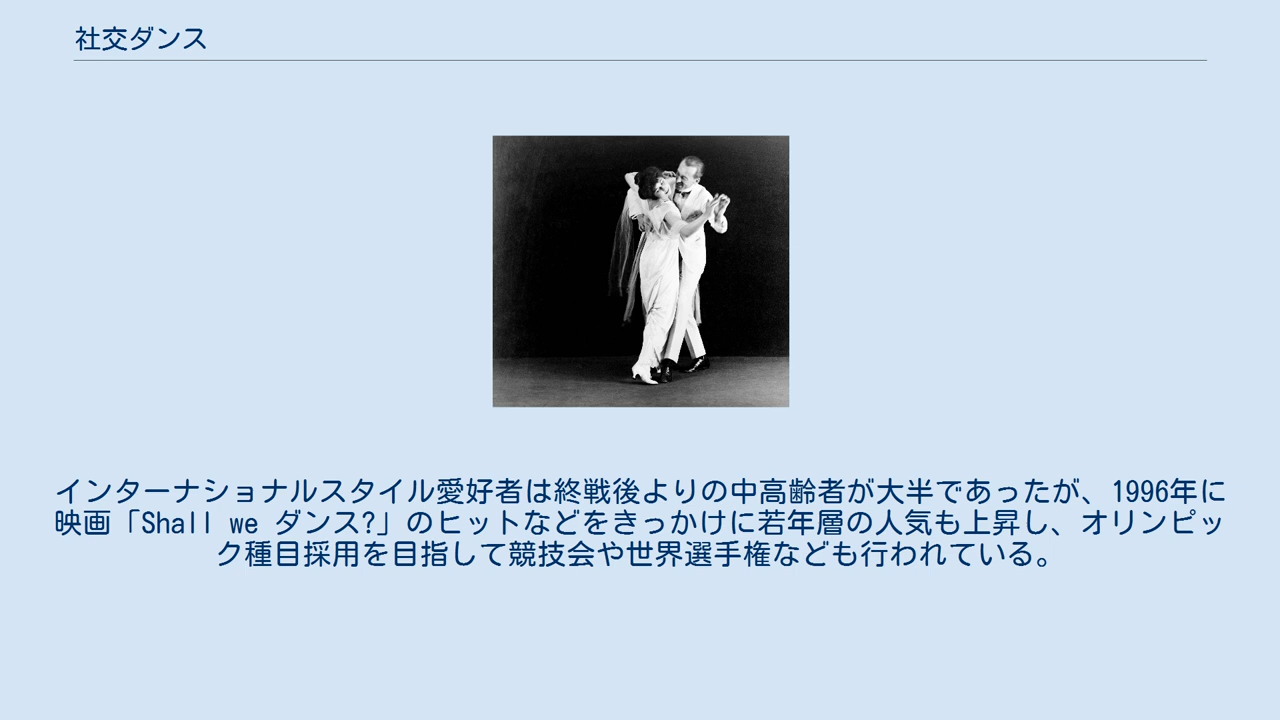 社交ダンス
インターナショナルスタイル愛好者は終戦後よりの中高齢者が大半であったが、1996年に
映画「Shall we ダンス?」のヒットなどをきっかけに若年層の人気も上昇し、オリンピッ
ク種目採用を目指して競技会や世界選手権なども行われている。